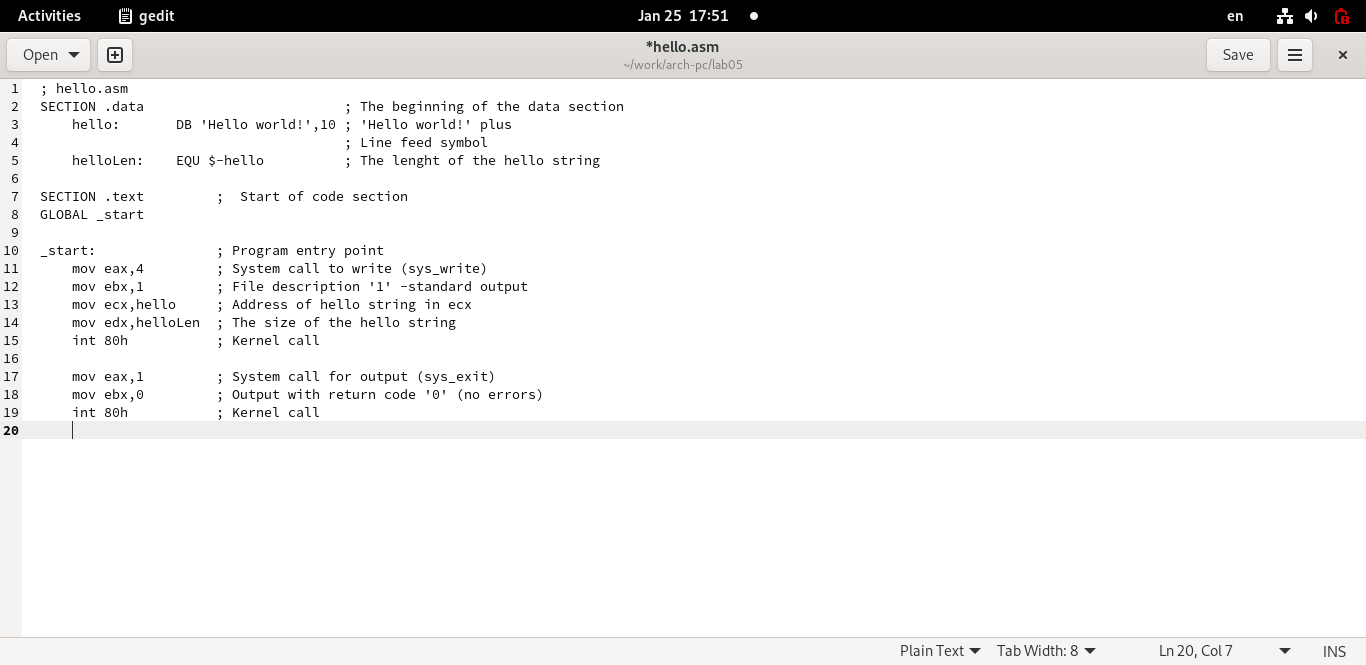 Activities gedit Jan 25 17:51 en
Open *hello.asm Save
~/work/arch-pc/lab05
1 ; hello.asm
2 SECTION .data ; The beginning of the data section
3 hello: DB 'Hello world!',10 ; 'Hello world!' plus
4 ; Line feed symbol
5 helloLen: EQU $-hello ; The lenght of the hello string
6
7 SECTION .text ; Start of code section
8 GLOBAL _start
9
10 _start: ; Program entry point
11 mov eax,4 ; System call to write (sys_write)
12 mov ebx,1 ; File description '1' -standard output
13 mov ecx,hello ; Address of hello string in ecx
14 mov edx,helloLen ; The size of the hello string
15 int 80h ; Kernel call
16
17 mov eax,1 ; System call for output (sys_exit)
18 mov ebx,0 ; Output with return code '0' (no errors)
19 int 80h ; Kernel call
20
Plain Text Tab Width: 8 Ln 20, Col 7 INS